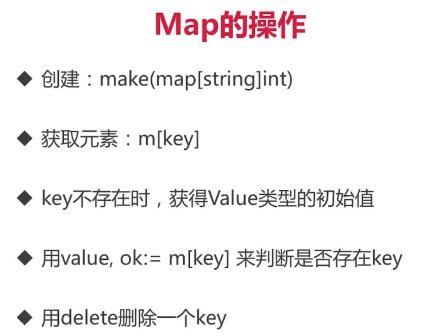 Map的操作
◆ 创建：make(map[string]int)
◆ 获取元素：m[key]
◆ key不存在时，获得Value类型的初始值
◆ 用value, ok:= m[key] 来判断是否存在key
◆ 用delete删除一个key